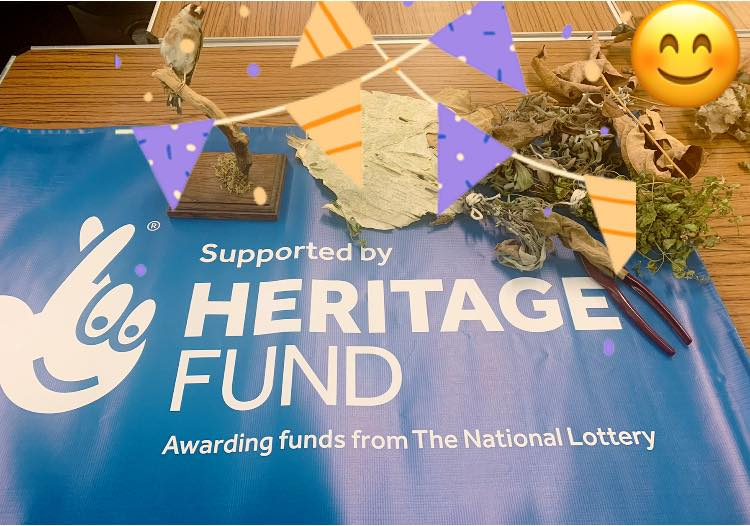 ®
Supported by
HERITAGE
FUND
Awarding funds from The National Lottery